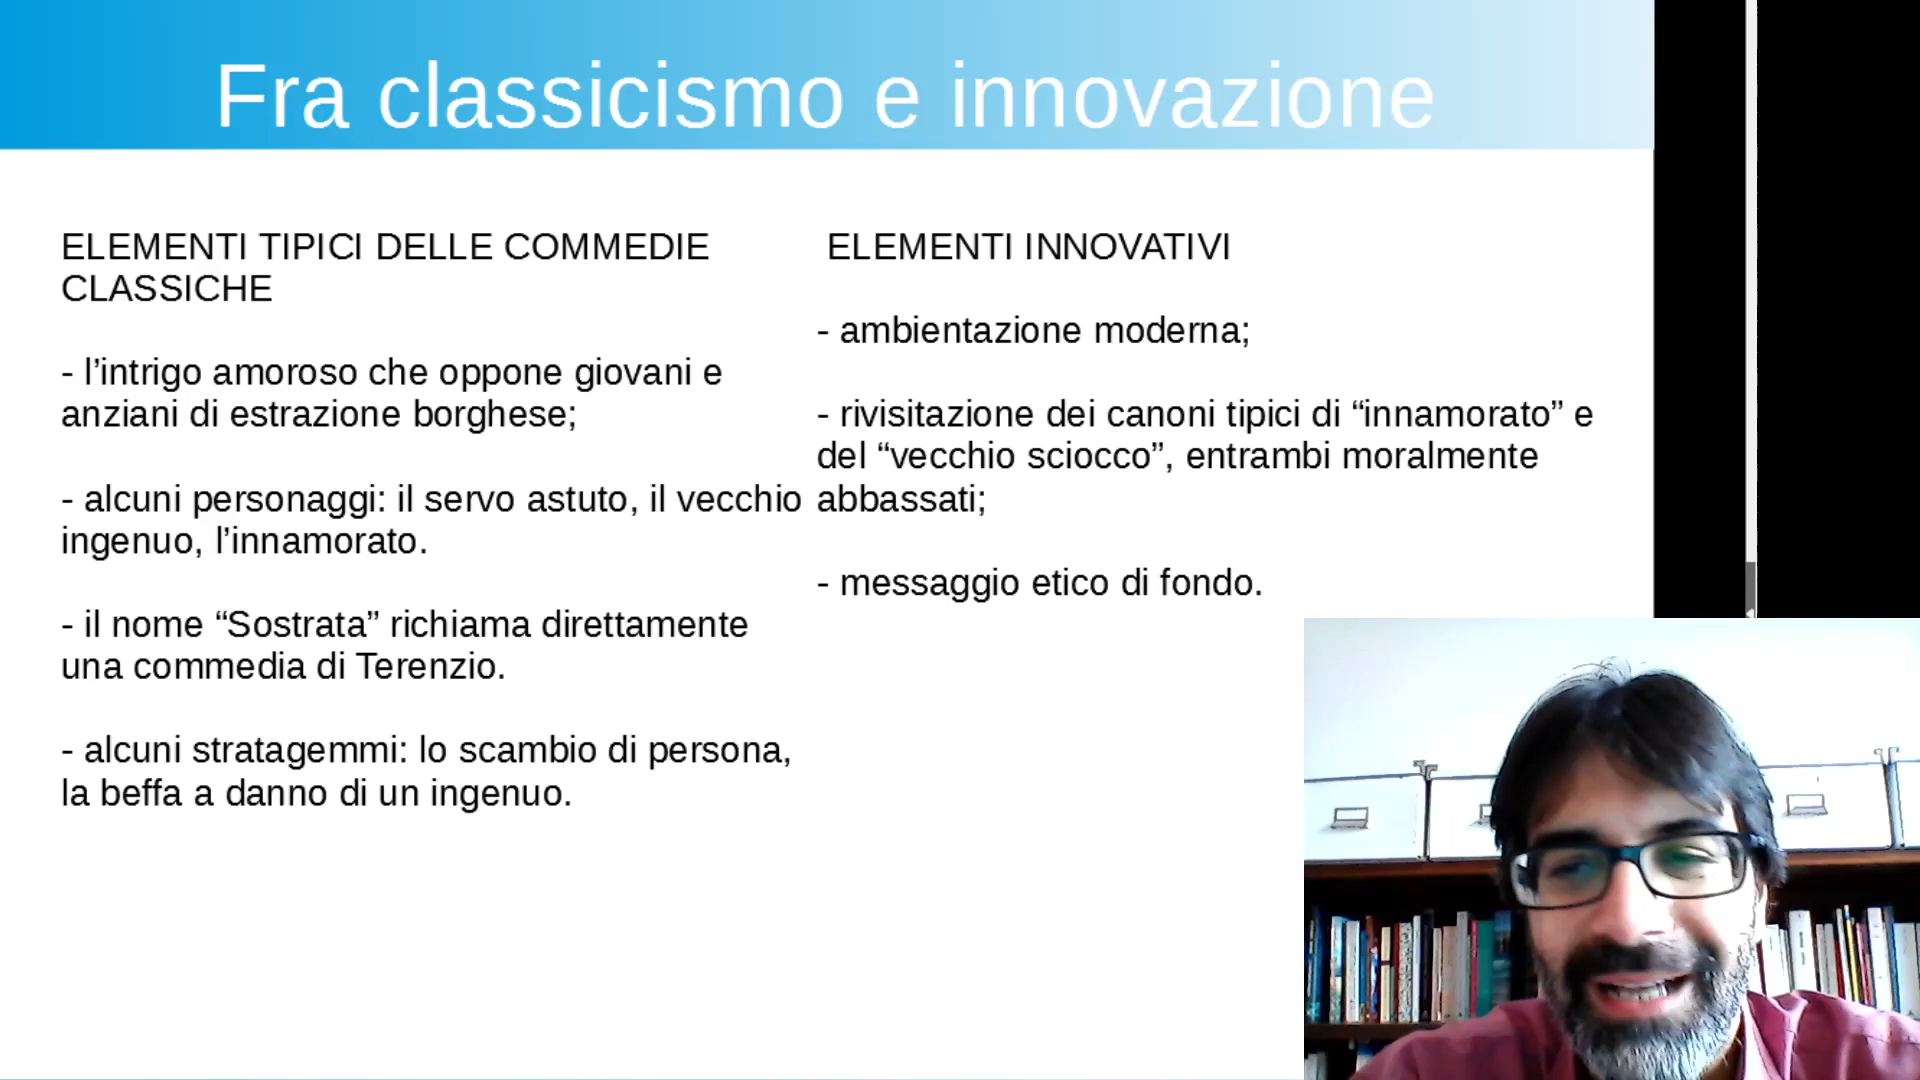 Fra classicismo e innovazione
ELEMENTI TIPICI DELLE COMMEDIE
CLASSICHE
- l’intrigo amoroso che oppone giovani e
anziani di estrazione borghese;
- alcuni personaggi: il servo astuto, il vecchio
ingenuo, l’innamorato.
- il nome “Sostrata” richiama direttamente
una commedia di Terenzio.
- alcuni stratagemmi: lo scambio di persona,
la beffa a danno di un ingenuo.
ELEMENTI INNOVATIVI
- ambientazione moderna;
- rivisitazione dei canoni tipici di “innamorato” e
del “vecchio sciocco”, entrambi moralmente
abbassati;
- messaggio etico di fondo.